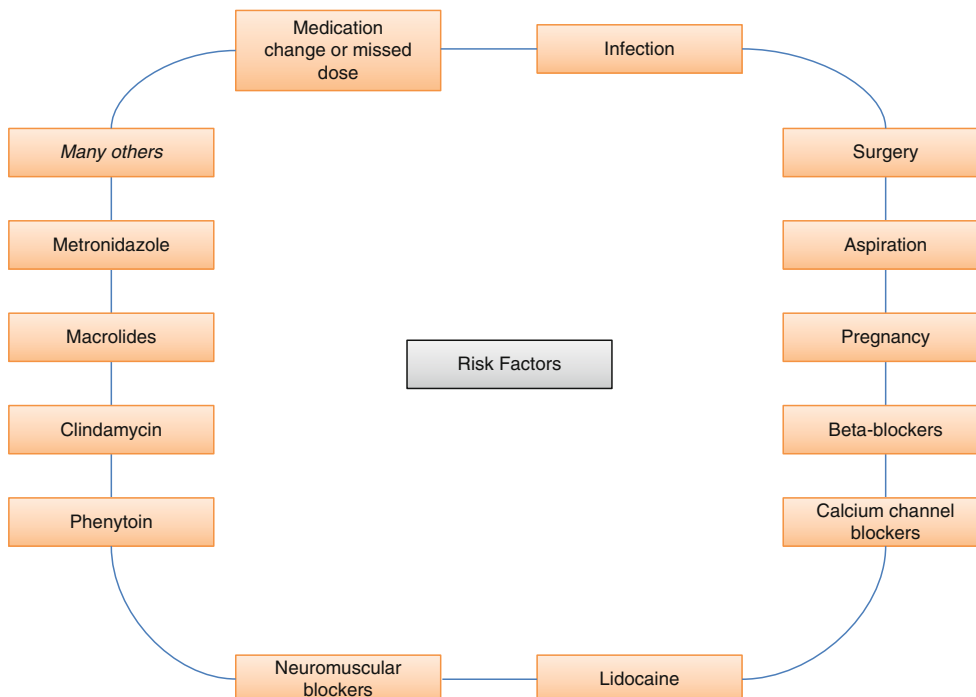 Medication
change or missed
dose
Infection
Many others
Surgery
Metronidazole
Aspiration
Macrolides
Pregnancy
Risk Factors
Clindamycin
Beta-blockers
Phenytoin
Calcium channel
blockers
Neuromuscular
blockers
Lidocaine